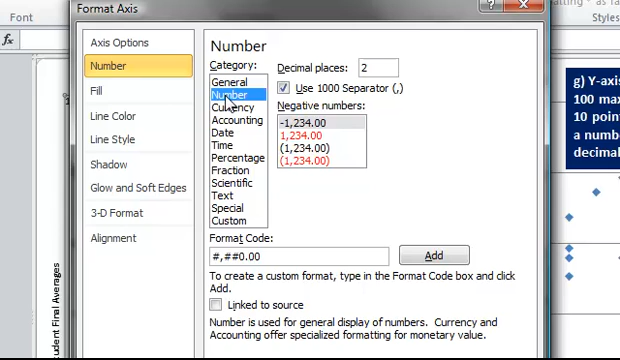 Format Axis
Font
Styles
fx
Axis Options
Number
Fill
Line Color
Line Style
Shadow
Glow and Soft Edges
3-D Format
Alignment
Number
Category:
General
Number
Currency
Accounting
Date
Time
Percentage
Fraction
Scientific
Text
Special
Custom
Decimal places: 2
Use 1000 Separator (,)
Negative numbers:
-1,234.00
1,234.00
(1,234.00)
(1,234.00)
Format Code:
#,##0.00
Add
To create a custom format, type in the Format Code box and click
Add.
Linked to source
Number is used for general display of numbers. Currency and
Accounting offer specialized formatting for monetary value.
g) Y-axis
100 max
10 point
a numb
decimal
Final Averages